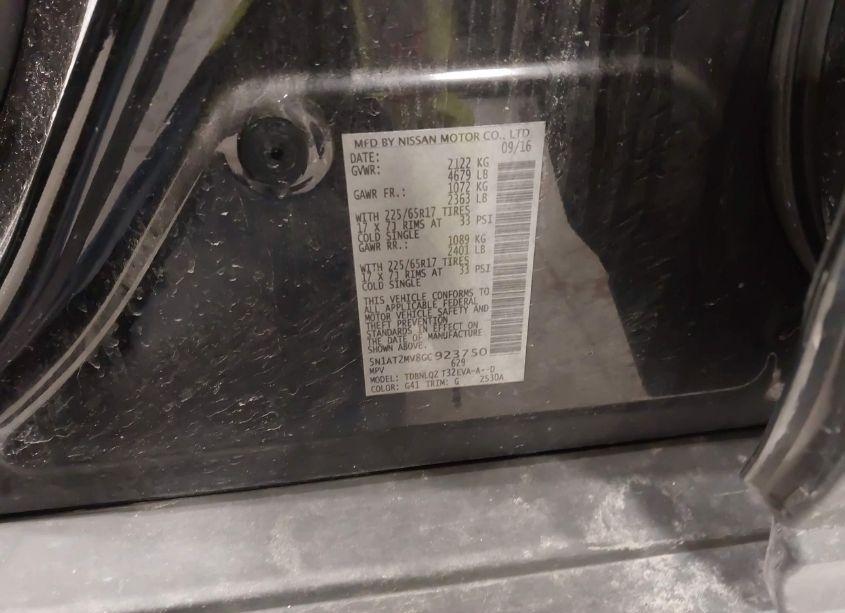 MFD BY NISSAN MOTOR CO., LTD
DATE: 09/16
GVWR: 2122 KG
4679 LB
GAWR FR.: 1072 KG
2363 LB
WITH 225/65R17 TIRES
17 X 7J RIMS AT 33 PSI
COLD SINGLE
GAWR RR.: 1089 KG
2401 LB
WITH 225/65R17 TIRES
17 X 7J RIMS AT 33 PSI
COLD SINGLE
THIS VEHICLE CONFORMS TO
ALL APPLICABLE FEDERAL
MOTOR VEHICLE SAFETY AND
THEFT PREVENTION
STANDARDS IN EFFECT ON
THE DATE OF MANUFACTURE
SHOWN ABOVE.
5N1AT2MV8GC923750
MPV 629
MODEL: TDBNLQZ T32EVA-A--D
COLOR: G41 TRIM: G 2530A